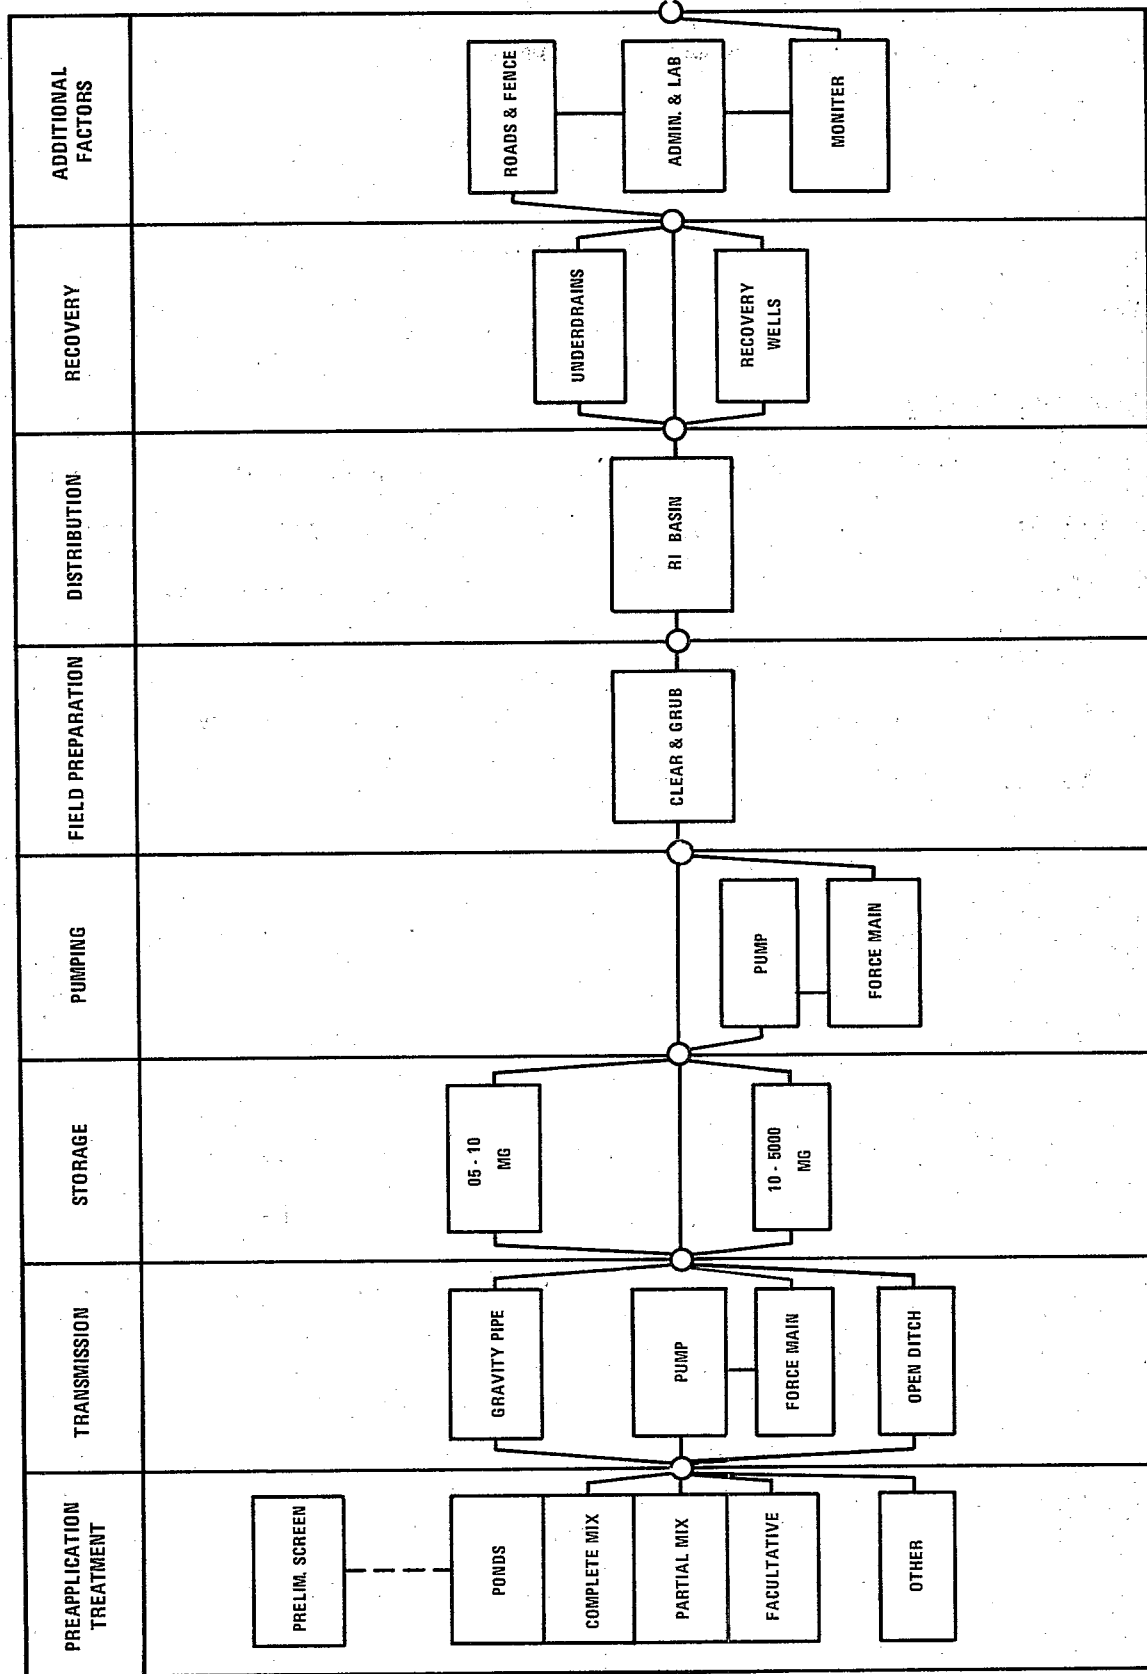 PREAPPLICATION
TREATMENT
TRANSMISSION
STORAGE
PUMPING
FIELD PREPARATION
DISTRIBUTION
RECOVERY
ADDITIONAL
FACTORS
PRELIM. SCREEN
PONDS
COMPLETE MIX
PARTIAL MIX
FACULTATIVE
OTHER
GRAVITY PIPE
PUMP
FORCE MAIN
OPEN DITCH
05 - 10
MG
10 - 5000
MG
PUMP
FORCE MAIN
CLEAR & GRUB
RI BASIN
UNDERDRAINS
RECOVERY
WELLS
ROADS & FENCE
ADMIN. & LAB
MONITER